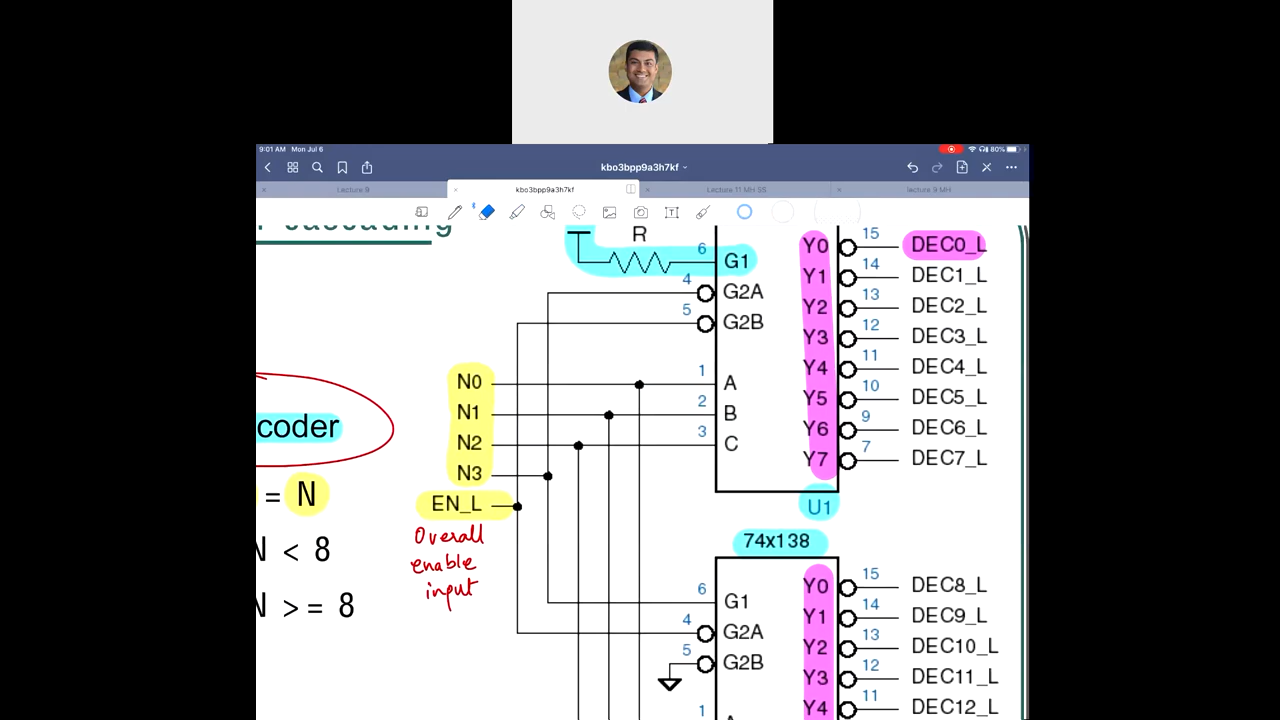 9:01 AM Mon Jul 6
80%
kbo3bpp9a3h7kf
Lecture 9
kbo3bpp9a3h7kf
Lecture 11 MH SS
lecture 9 MH
cascading
R
6
G1
4
G2A
5
G2B
1
A
2
B
3
C
Y0
15
DEC0_L
Y1
14
DEC1_L
Y2
13
DEC2_L
Y3
12
DEC3_L
Y4
11
DEC4_L
Y5
10
DEC5_L
Y6
9
DEC6_L
Y7
7
DEC7_L
U1
N0
N1
N2
N3
EN_L
Overall
enable
input
coder
= N
N < 8
N >= 8
74x138
6
G1
4
G2A
5
G2B
1
Y0
15
DEC8_L
Y1
14
DEC9_L
Y2
13
DEC10_L
Y3
12
DEC11_L
Y4
11
DEC12_L